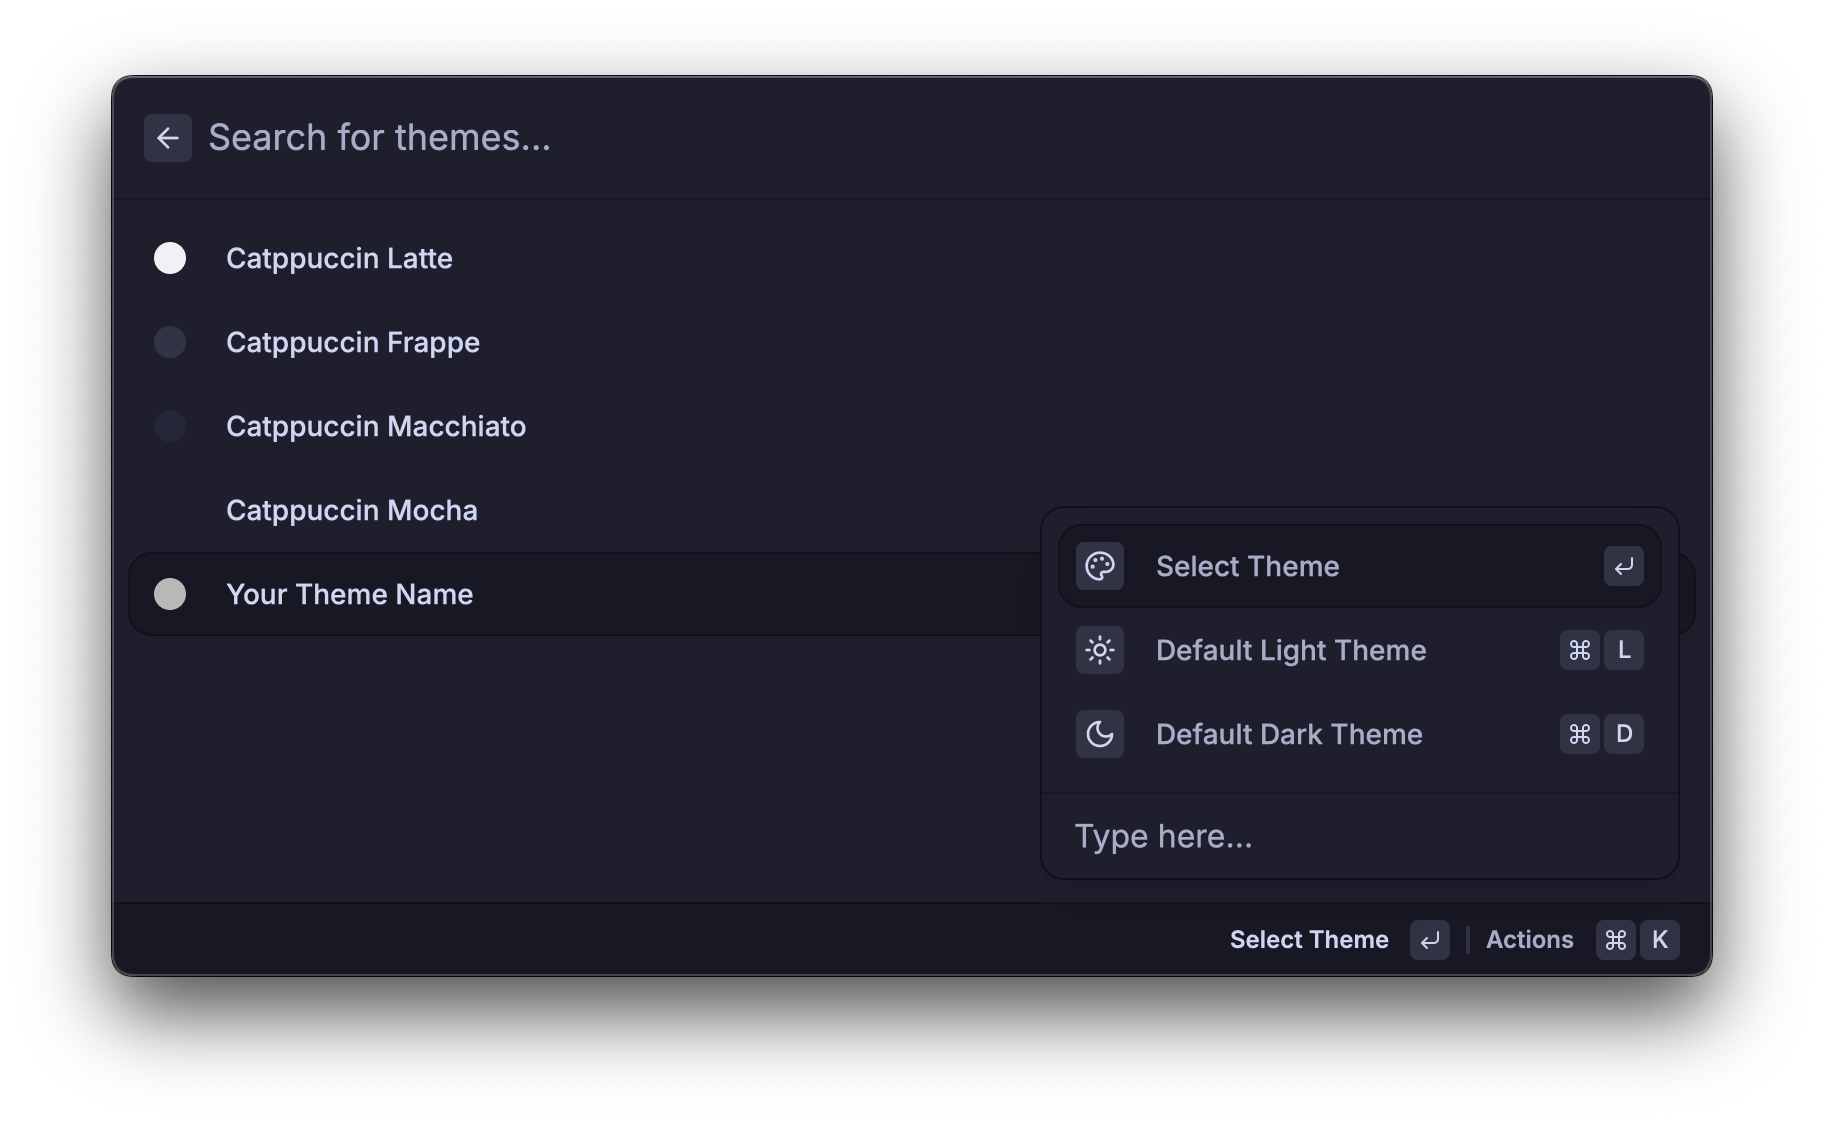 Search for themes...
Catppuccin Latte
Catppuccin Frappe
Catppuccin Macchiato
Catppuccin Mocha
Your Theme Name
Select Theme
Default Light Theme ⌘ L
Default Dark Theme ⌘ D
Type here...
Select Theme Actions ⌘ K